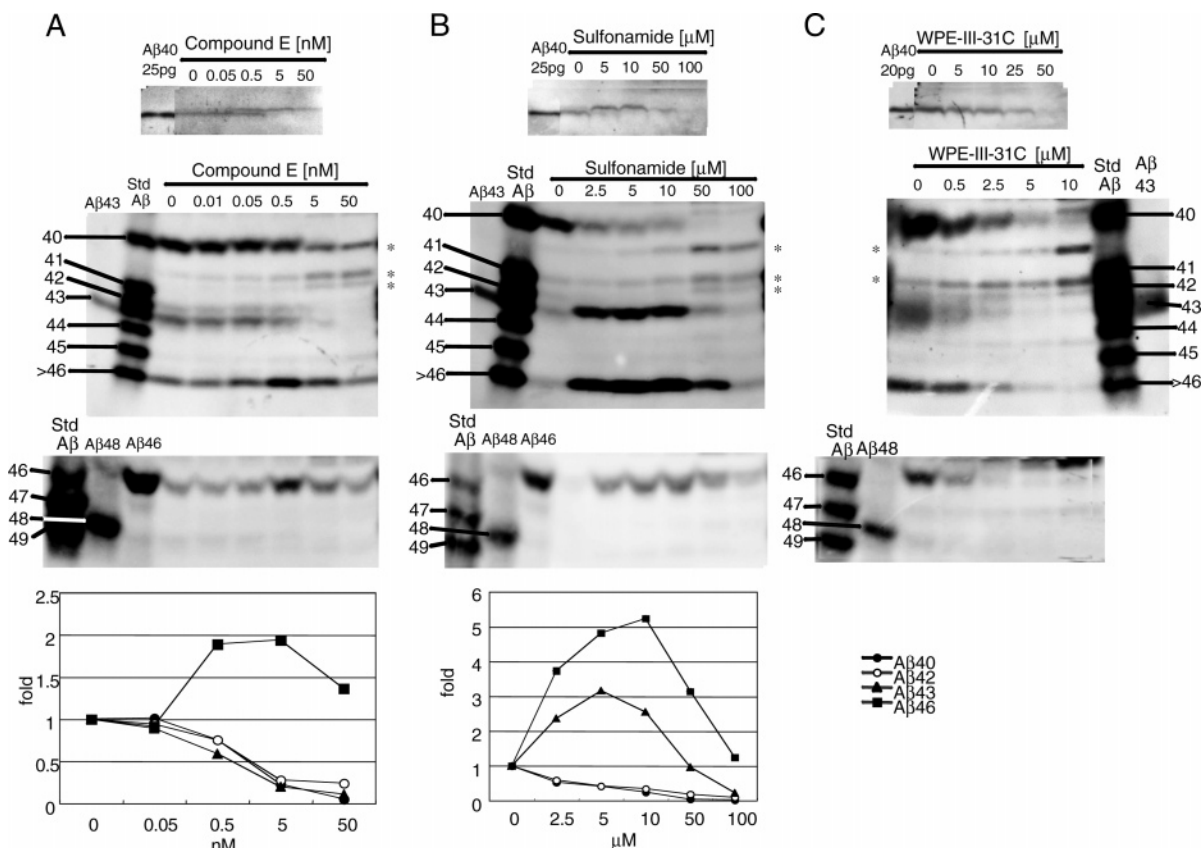 A
Aβ40
25pg
Compound E [nM]
0 0.05 0.5 5 50
Aβ43
Std
Aβ
Compound E [nM]
0 0.01 0.05 0.5 5 50
40
41
42
43
44
45
>46
*
*
*
Std
Aβ
Aβ48
Aβ46
46
47
48
49
fold
2.5
2
1.5
1
0.5
0
0 0.05 0.5 5 50
nM
B
Aβ40
25pg
Sulfonamide [μM]
0 5 10 50 100
Aβ43
Std
Aβ
Sulfonamide [μM]
0 2.5 5 10 50 100
40
41
42
43
44
45
>46
*
*
*
Std
Aβ
Aβ48
Aβ46
46
47
48
49
fold
6
5
4
3
2
1
0
0 2.5 5 10 50 100
μM
C
Aβ40
20pg
WPE-III-31C [μM]
0 5 10 25 50
WPE-III-31C [μM]
0 0.5 2.5 5 10
Std
Aβ
Aβ
43
*
*
40
41
42
43
44
45
>46
Std
Aβ
Aβ48
46
47
48
49
Aβ40
Aβ42
Aβ43
Aβ46